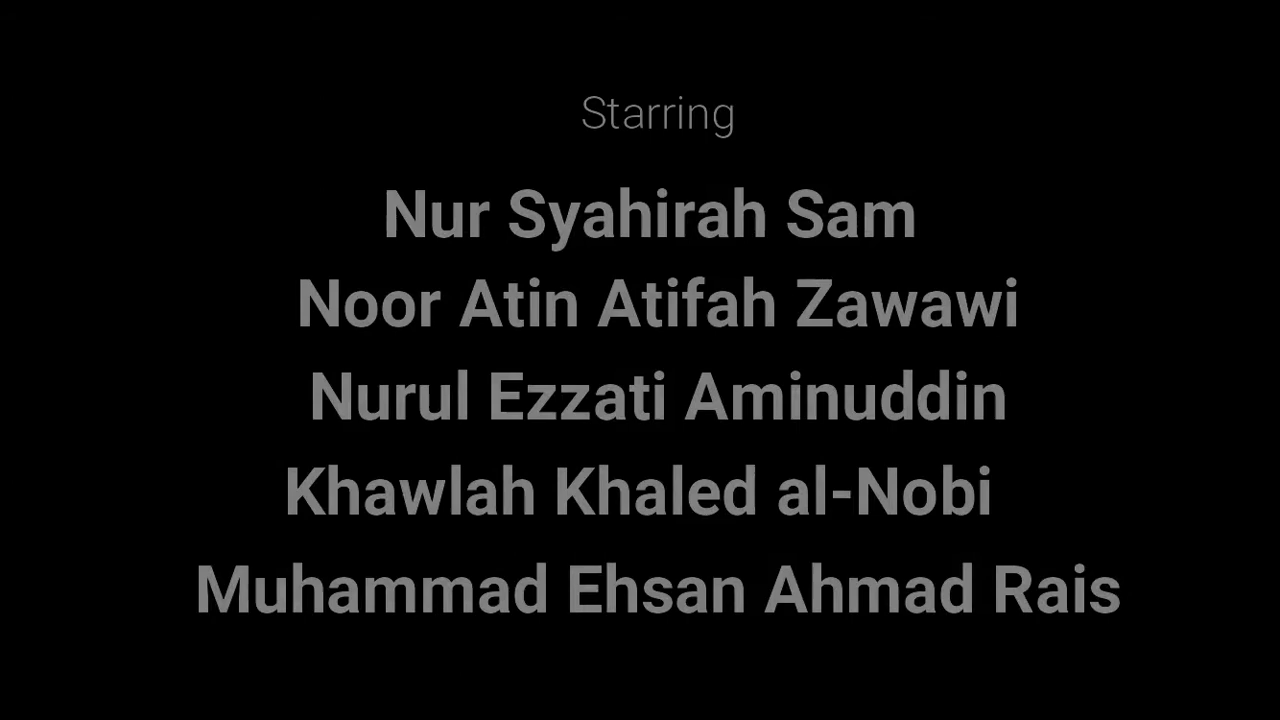 Starring
Nur Syahirah Sam
Noor Atin Atifah Zawawi
Nurul Ezzati Aminuddin
Khawlah Khaled al-Nobi
Muhammad Ehsan Ahmad Rais